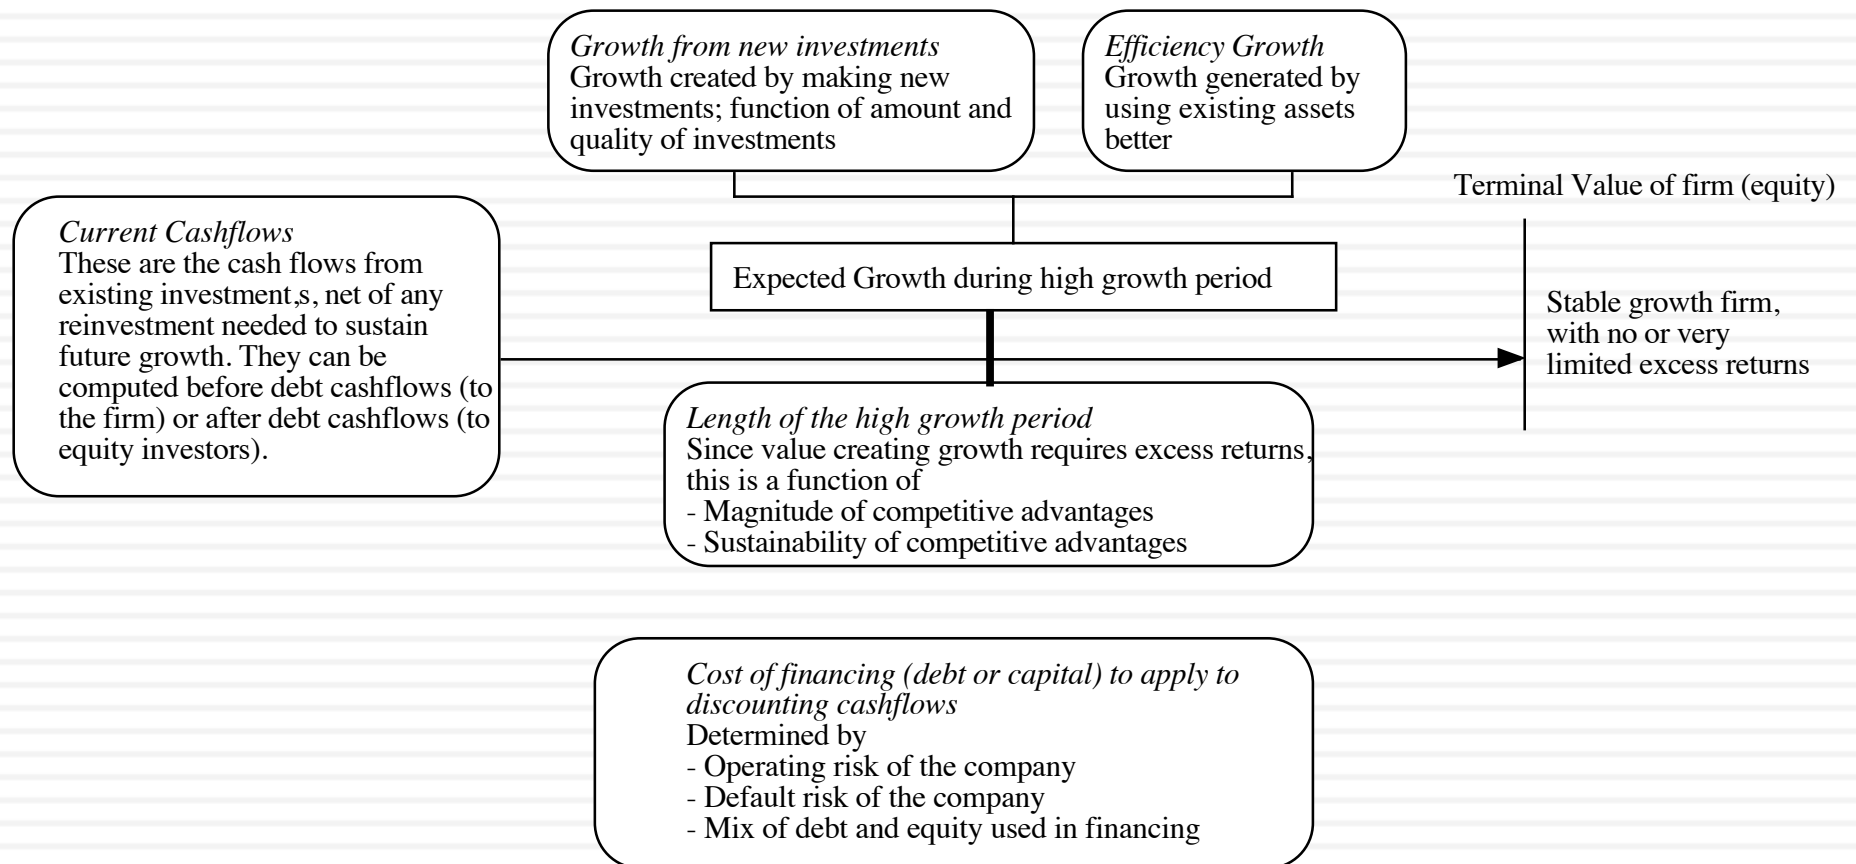 Growth from new investments
Growth created by making new
investments; function of amount and
quality of investments
Efficiency Growth
Growth generated by
using existing assets
better
Terminal Value of firm (equity)
Current Cashflows
These are the cash flows from
existing investment,s, net of any
reinvestment needed to sustain
future growth. They can be
computed before debt cashflows (to
the firm) or after debt cashflows (to
equity investors).
Expected Growth during high growth period
Stable growth firm,
with no or very
limited excess returns
Length of the high growth period
Since value creating growth requires excess returns,
this is a function of
- Magnitude of competitive advantages
- Sustainability of competitive advantages
Cost of financing (debt or capital) to apply to
discounting cashflows
Determined by
- Operating risk of the company
- Default risk of the company
- Mix of debt and equity used in financing